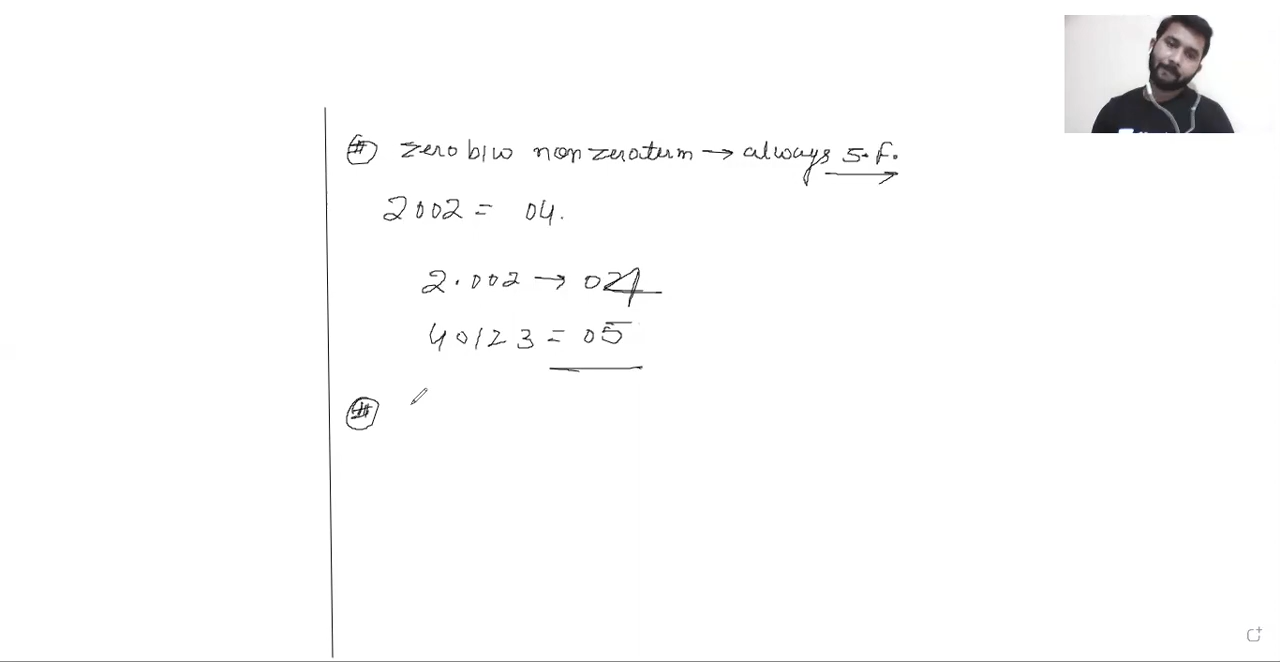 # zero b/w non zero term → always S.f.
2002 = 04.
2.002 → 04
40123 = 05
#